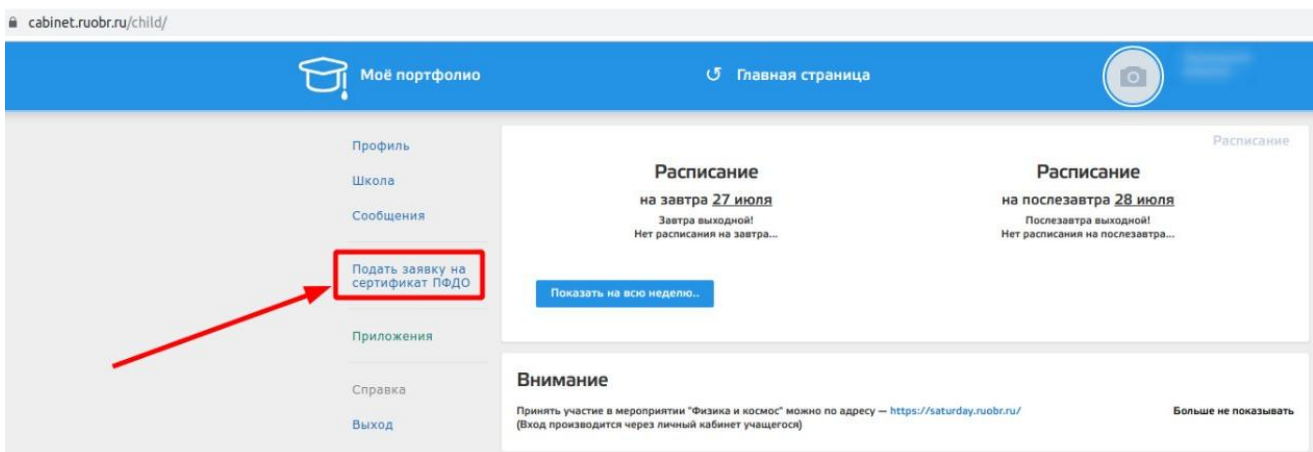 cabinet.ruobr.ru/child/
Моё портфолио
Главная страница
Профиль
Школа
Сообщения
Подать заявку на
сертификат ПФДО
Приложения
Справка
Выход
Расписание
Расписание
на завтра 27 июля
Завтра выходной!
Нет расписания на завтра...
Расписание
на послезавтра 28 июля
Послезавтра выходной!
Нет расписания на послезавтра...
Показать на всю неделю..
Внимание
Принять участие в мероприятии "Физика и космос" можно по адресу — https://saturday.ruobr.ru/
(Вход производится через личный кабинет учащегося)
Больше не показывать